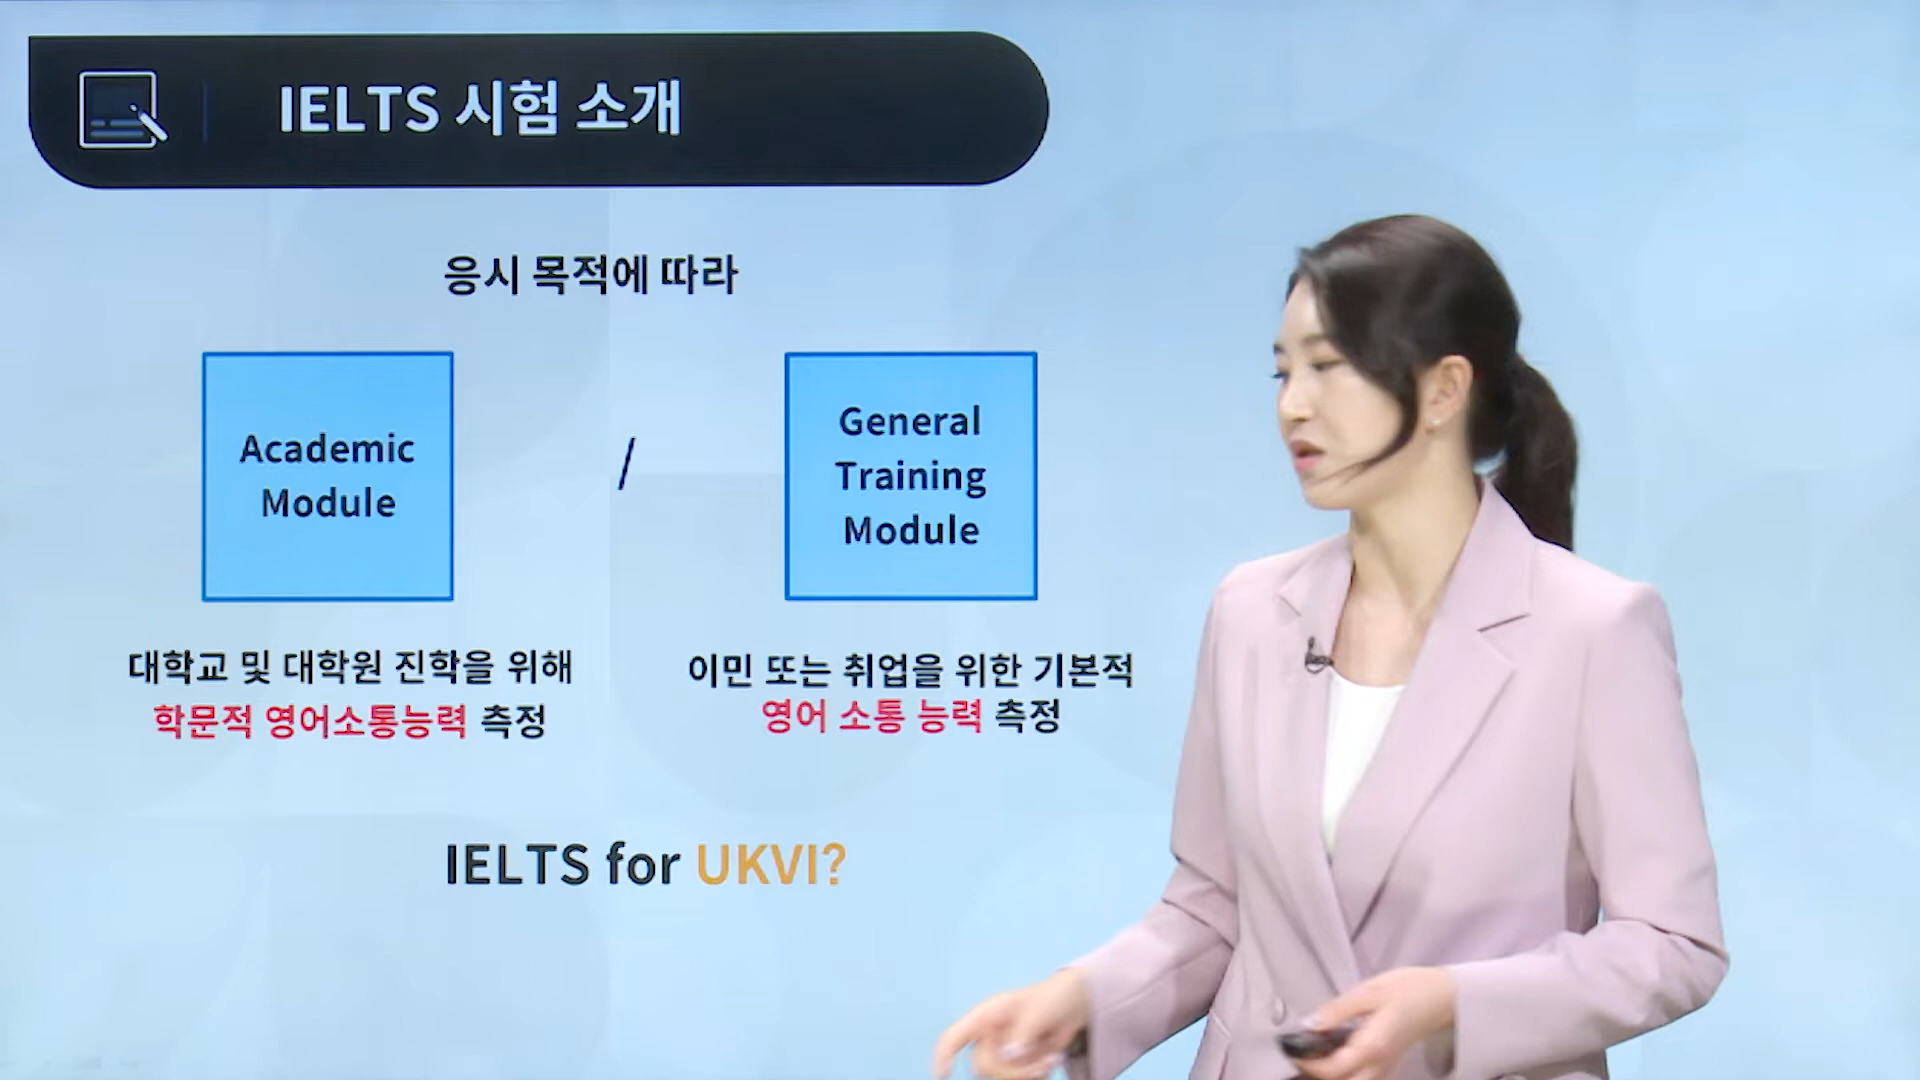 IELTS 시험 소개
응시 목적에 따라
Academic
Module
/
General
Training
Module
대학교 및 대학원 진학을 위해
학문적 영어소통능력 측정
이민 또는 취업을 위한 기본적
영어 소통 능력 측정
IELTS for UKVI?